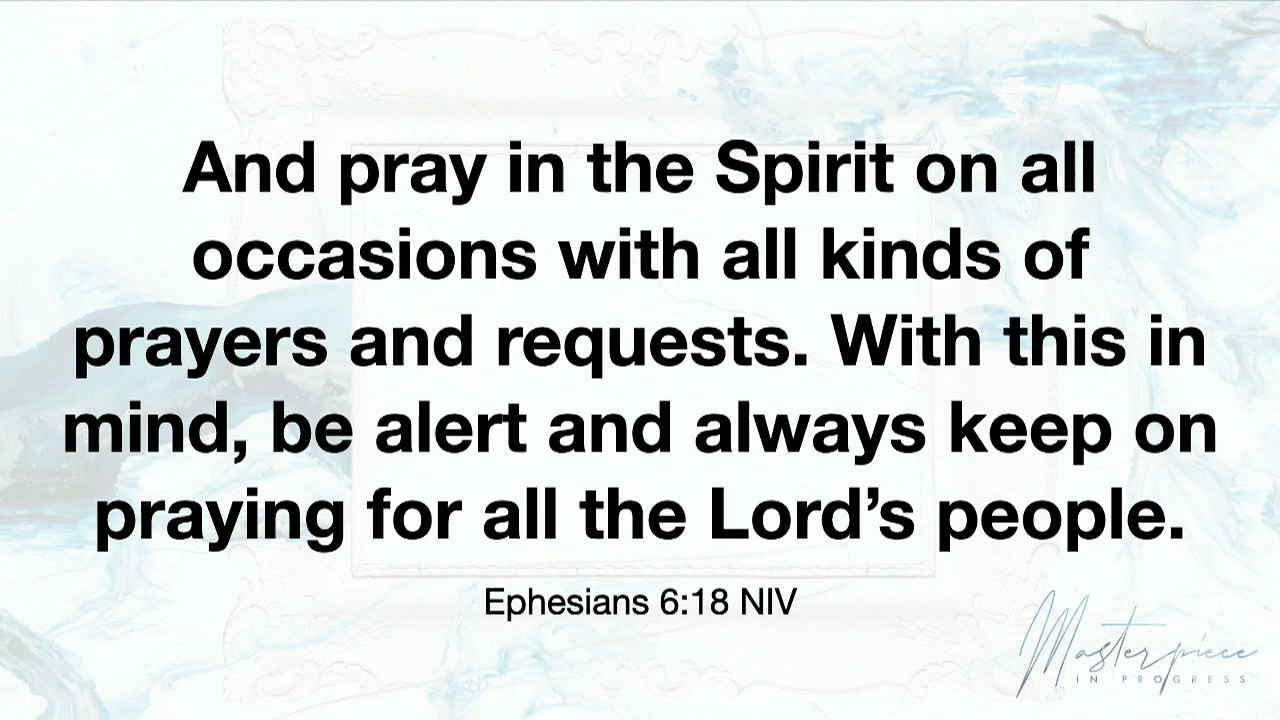 And pray in the Spirit on all
occasions with all kinds of
prayers and requests. With this in
mind, be alert and always keep on
praying for all the Lord’s people.
Ephesians 6:18 NIV
Masterpiece
IN PROGRESS